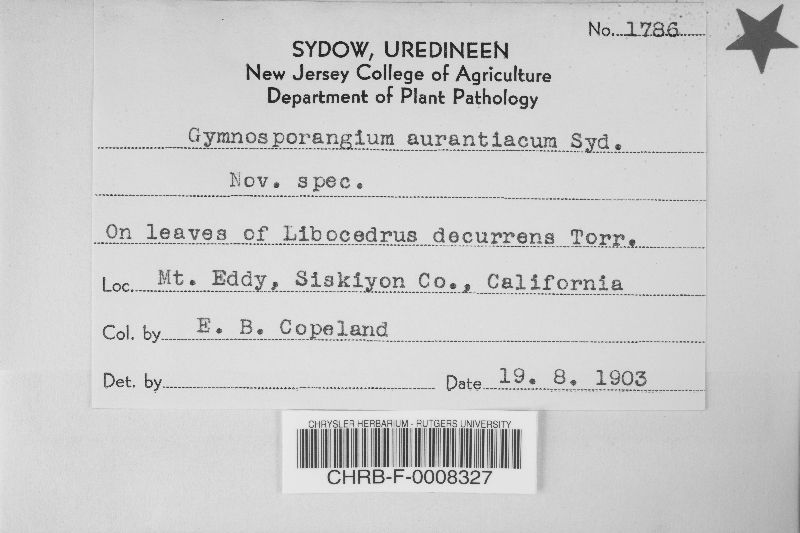 No. 1786
SYDOW, UREDINEEN
New Jersey College of Agriculture
Department of Plant Pathology
Gymnosporangium aurantiacum Syd.
Nov. spec.
On leaves of Libocedrus decurrens Torr.
Loc. Mt. Eddy, Siskiyon Co., California
Col. by E. B. Copeland
Det. by Date 19. 8. 1903
CHRYSLER HERBARIUM - RUTGERS UNIVERSITY
CHRB-F-0008327